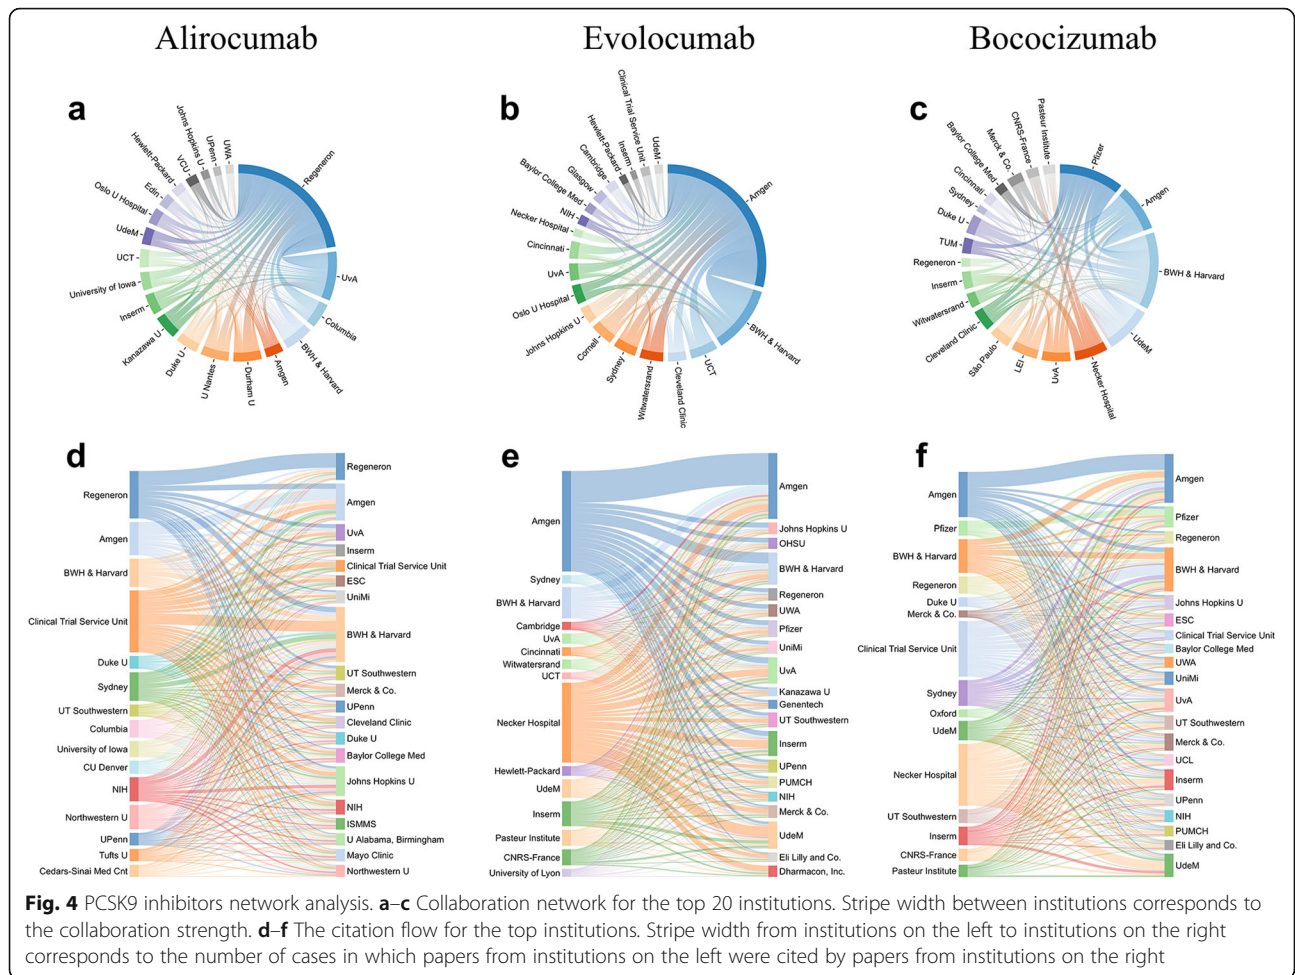 Alirocumab
Evolocumab
Bococizumab
a
Regeneron
UvA
Columbia
BWH & Harvard
Amgen
Durham U
U Nantes
Duke U
Kanazawa U
Inserm
University of Iowa
UCT
UdeM
Oslo U Hospital
Edin
Hewlett-Packard
VCU
Johns Hopkins U
UPenn
UWA
b
Amgen
BWH & Harvard
UCT
Cleveland Clinic
Witwatersrand
Sydney
Cornell
Johns Hopkins U
Oslo U Hospital
UvA
Cincinnati
Necker Hospital
NIH
Baylor College Med
Glasgow
Cambridge
Hewlett-Packard
Inserm
Clinical Trial Service Unit
UdeM
c
Pfizer
Amgen
BWH & Harvard
UdeM
Necker Hospital
UvA
LEI
São Paulo
Cleveland Clinic
Witwatersrand
Inserm
Regeneron
TUM
Duke U
Sydney
Cincinnati
Baylor College Med
Merck & Co.
CNRS-France
Pasteur Institute
d
Regeneron
Amgen
BWH & Harvard
Clinical Trial Service Unit
Duke U
Sydney
UT Southwestern
Columbia
University of Iowa
CU Denver
NIH
Northwestern U
UPenn
Tufts U
Cedars-Sinai Med Cnt
Regeneron
Amgen
UvA
Inserm
Clinical Trial Service Unit
ESC
UniMi
BWH & Harvard
UT Southwestern
Merck & Co.
UPenn
Cleveland Clinic
Duke U
Baylor College Med
Johns Hopkins U
NIH
ISMMS
U Alabama, Birmingham
Mayo Clinic
Northwestern U
e
Amgen
Sydney
BWH & Harvard
Cambridge
UvA
Cincinnati
Witwatersrand
UCT
Necker Hospital
Hewlett-Packard
UdeM
Inserm
Pasteur Institute
CNRS-France
University of Lyon
Amgen
Johns Hopkins U
OHSU
BWH & Harvard
Regeneron
UWA
Pfizer
UniMi
UvA
Kanazawa U
Genentech
UT Southwestern
Inserm
UPenn
PUMCH
NIH
Merck & Co.
UdeM
Eli Lilly and Co.
Dharmacon, Inc.
f
Amgen
Pfizer
BWH & Harvard
Regeneron
Duke U
Merck & Co.
Clinical Trial Service Unit
Sydney
Oxford
UdeM
Necker Hospital
UT Southwestern
Inserm
CNRS-France
Pasteur Institute
Amgen
Pfizer
Regeneron
BWH & Harvard
Johns Hopkins U
ESC
Clinical Trial Service Unit
Baylor College Med
UWA
UniMi
UvA
UT Southwestern
Merck & Co.
UCL
Inserm
UPenn
NIH
PUMCH
Eli Lilly and Co.
UdeM
Fig. 4 PCSK9 inhibitors network analysis. a–c Collaboration network for the top 20 institutions. Stripe width between institutions corresponds to
the collaboration strength. d–f The citation flow for the top institutions. Stripe width from institutions on the left to institutions on the right
corresponds to the number of cases in which papers from institutions on the left were cited by papers from institutions on the right